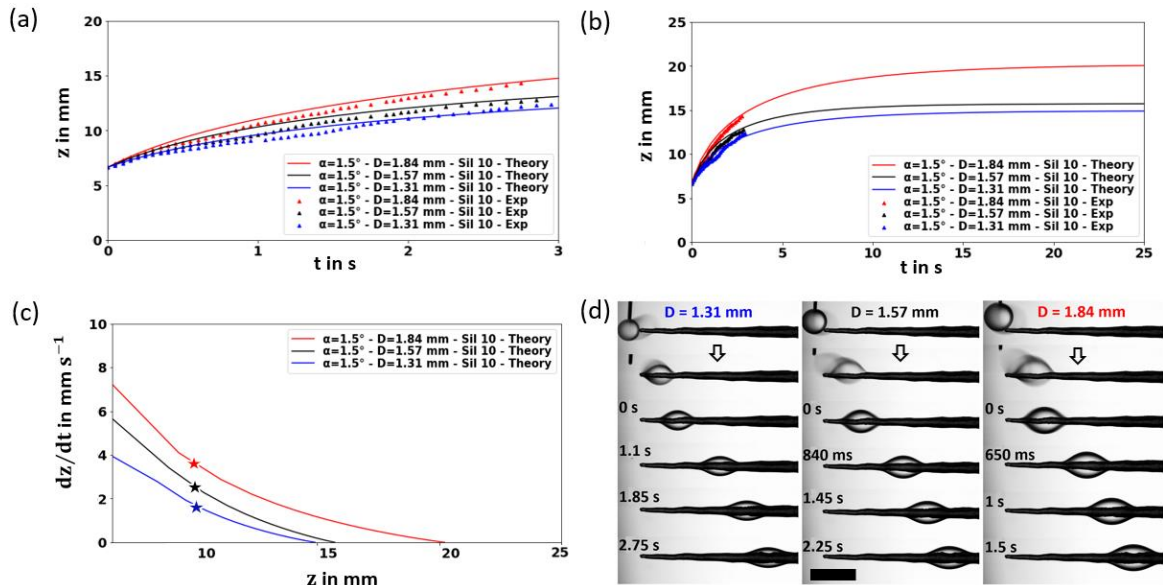 (a)
20
15
10
5
0
z in mm
α=1.5° - D=1.84 mm - Sil 10 - Theory
α=1.5° - D=1.57 mm - Sil 10 - Theory
α=1.5° - D=1.31 mm - Sil 10 - Theory
α=1.5° - D=1.84 mm - Sil 10 - Exp
α=1.5° - D=1.57 mm - Sil 10 - Exp
α=1.5° - D=1.31 mm - Sil 10 - Exp
0 1 2 3
t in s
(b)
25
20
15
10
5
0
z in mm
α=1.5° - D=1.84 mm - Sil 10 - Theory
α=1.5° - D=1.57 mm - Sil 10 - Theory
α=1.5° - D=1.31 mm - Sil 10 - Theory
α=1.5° - D=1.84 mm - Sil 10 - Exp
α=1.5° - D=1.57 mm - Sil 10 - Exp
α=1.5° - D=1.31 mm - Sil 10 - Exp
0 5 10 15 20 25
t in s
(c)
10
8
6
4
2
0
dz/dt in mm s⁻¹
α=1.5° - D=1.84 mm - Sil 10 - Theory
α=1.5° - D=1.57 mm - Sil 10 - Theory
α=1.5° - D=1.31 mm - Sil 10 - Theory
10 15 20 25
z in mm
(d)
D = 1.31 mm
0 s
1.1 s
1.85 s
2.75 s
D = 1.57 mm
0 s
840 ms
1.45 s
2.25 s
D = 1.84 mm
0 s
650 ms
1 s
1.5 s